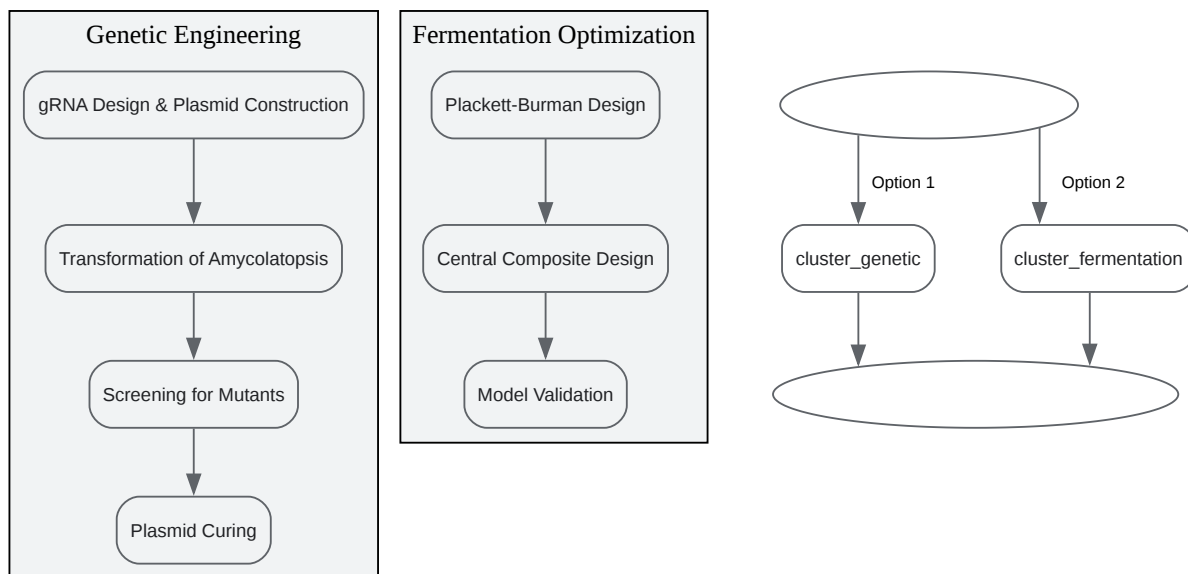 Genetic Engineering
gRNA Design & Plasmid Construction
Transformation of Amycolatopsis
Screening for Mutants
Plasmid Curing
Fermentation Optimization
Plackett-Burman Design
Central Composite Design
Model Validation
Option 1
Option 2
cluster_genetic
cluster_fermentation